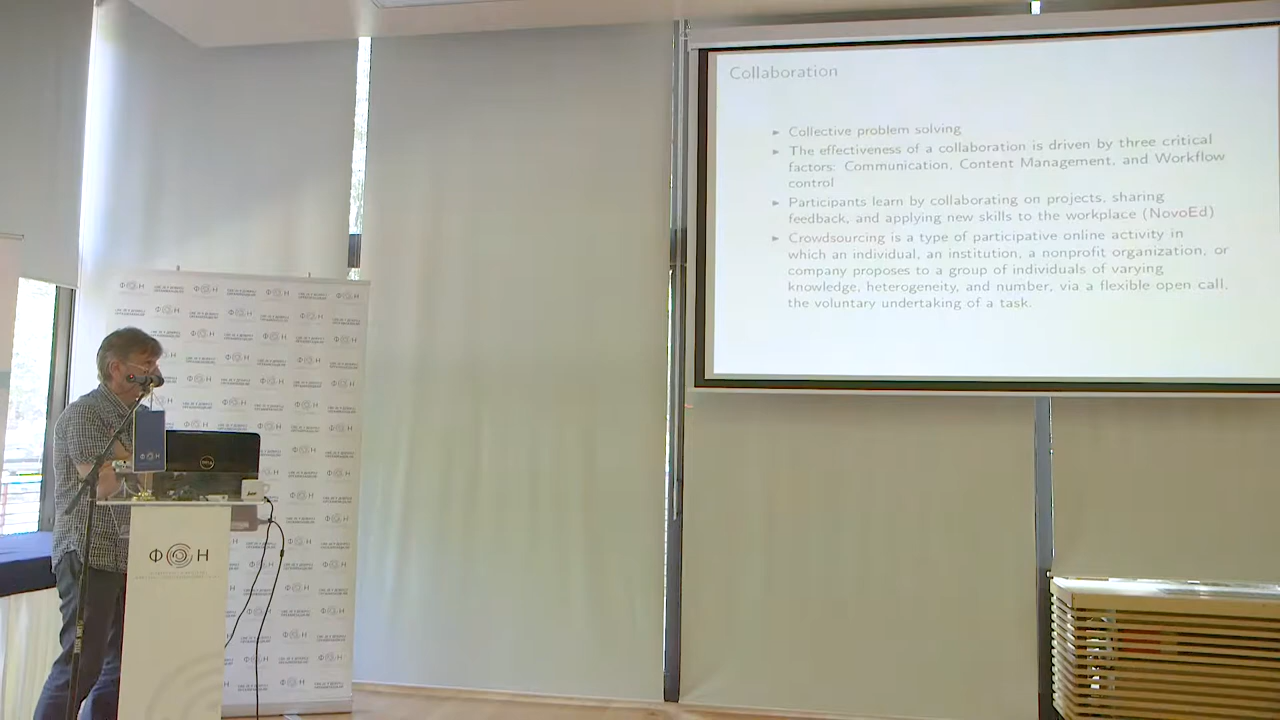 Collaboration
► Collective problem solving
► The effectiveness of a collaboration is driven by three critical
factors: Communication, Content Management, and Workflow
control
► Participants learn by collaborating on projects, sharing
feedback, and applying new skills to the workplace (NovoEd)
► Crowdsourcing is a type of participative online activity in
which an individual, an institution, a nonprofit organization, or
company proposes to a group of individuals of varying
knowledge, heterogeneity, and number, via a flexible open call,
the voluntary undertaking of a task.
DELL
ФОН